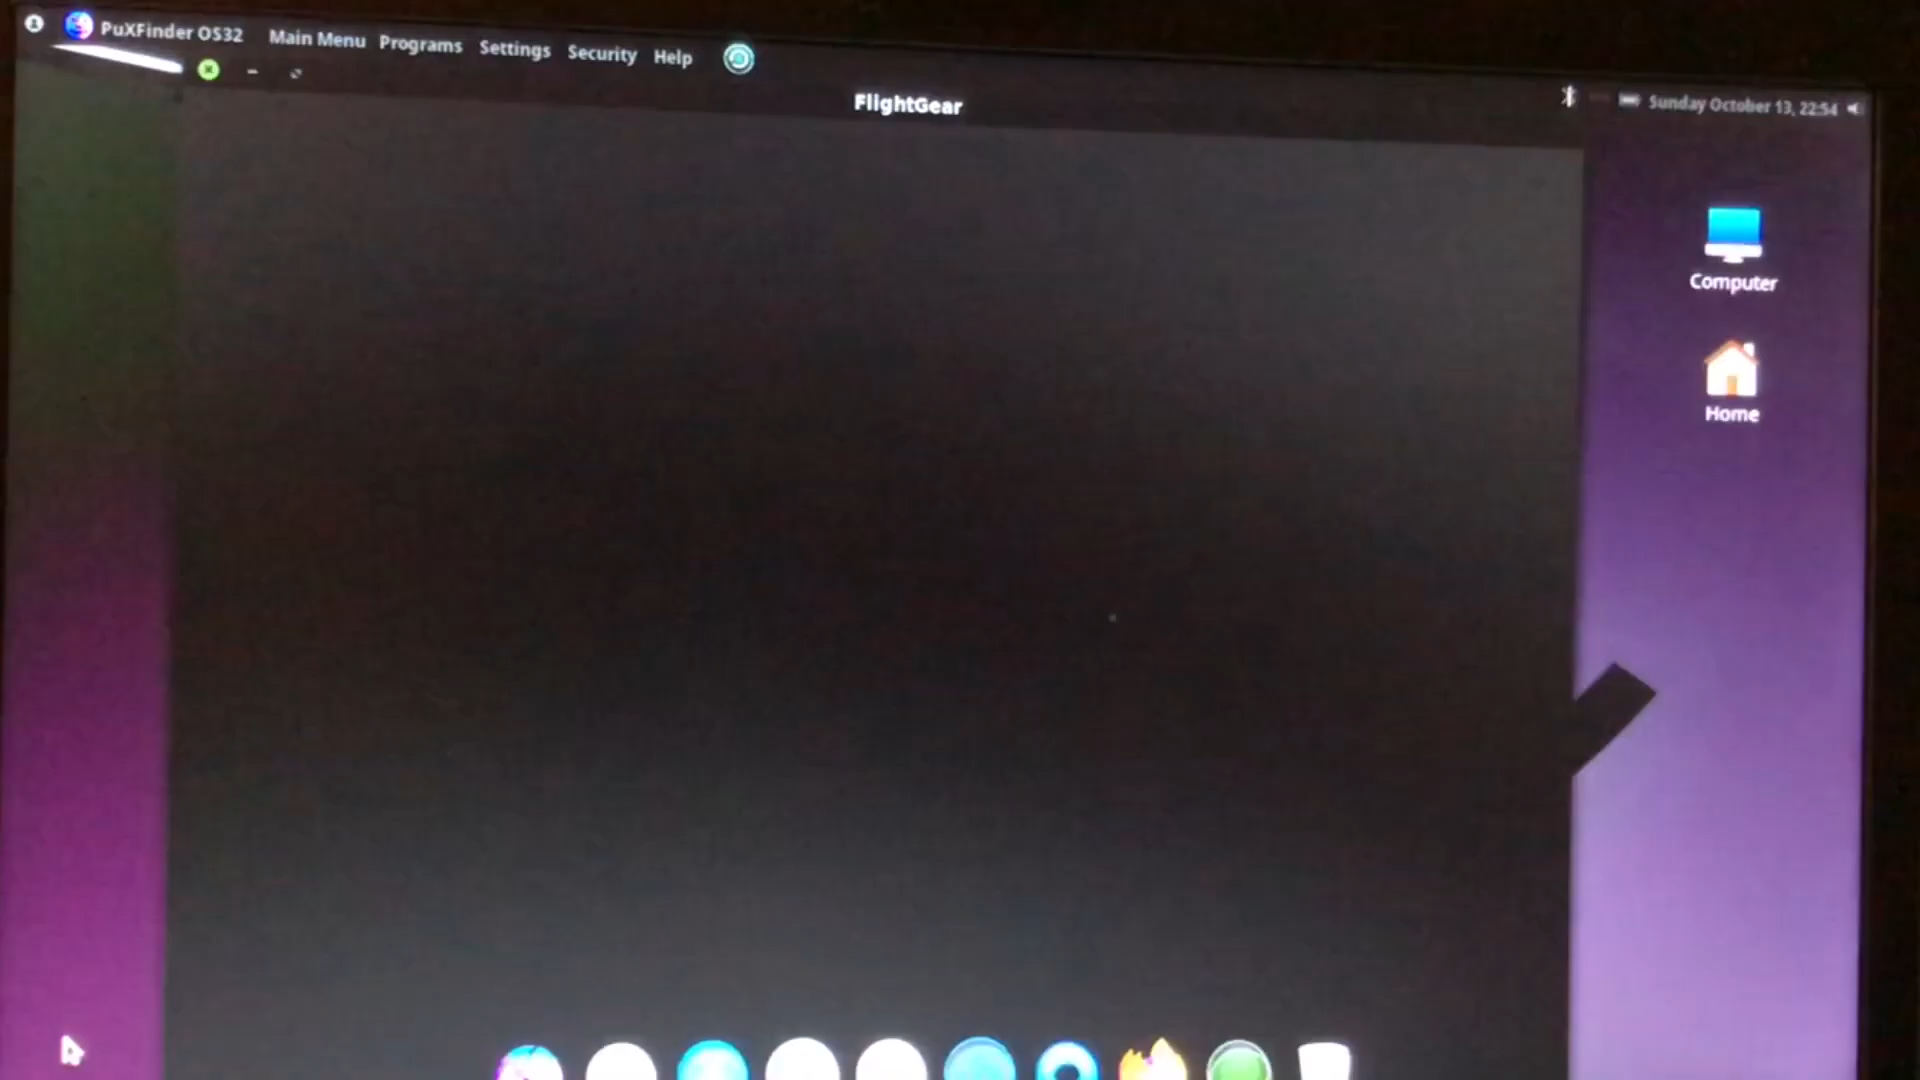 PuXFinder OS32 Main Menu Programs Settings Security Help
FlightGear
Sunday October 13, 22:54
Computer
Home